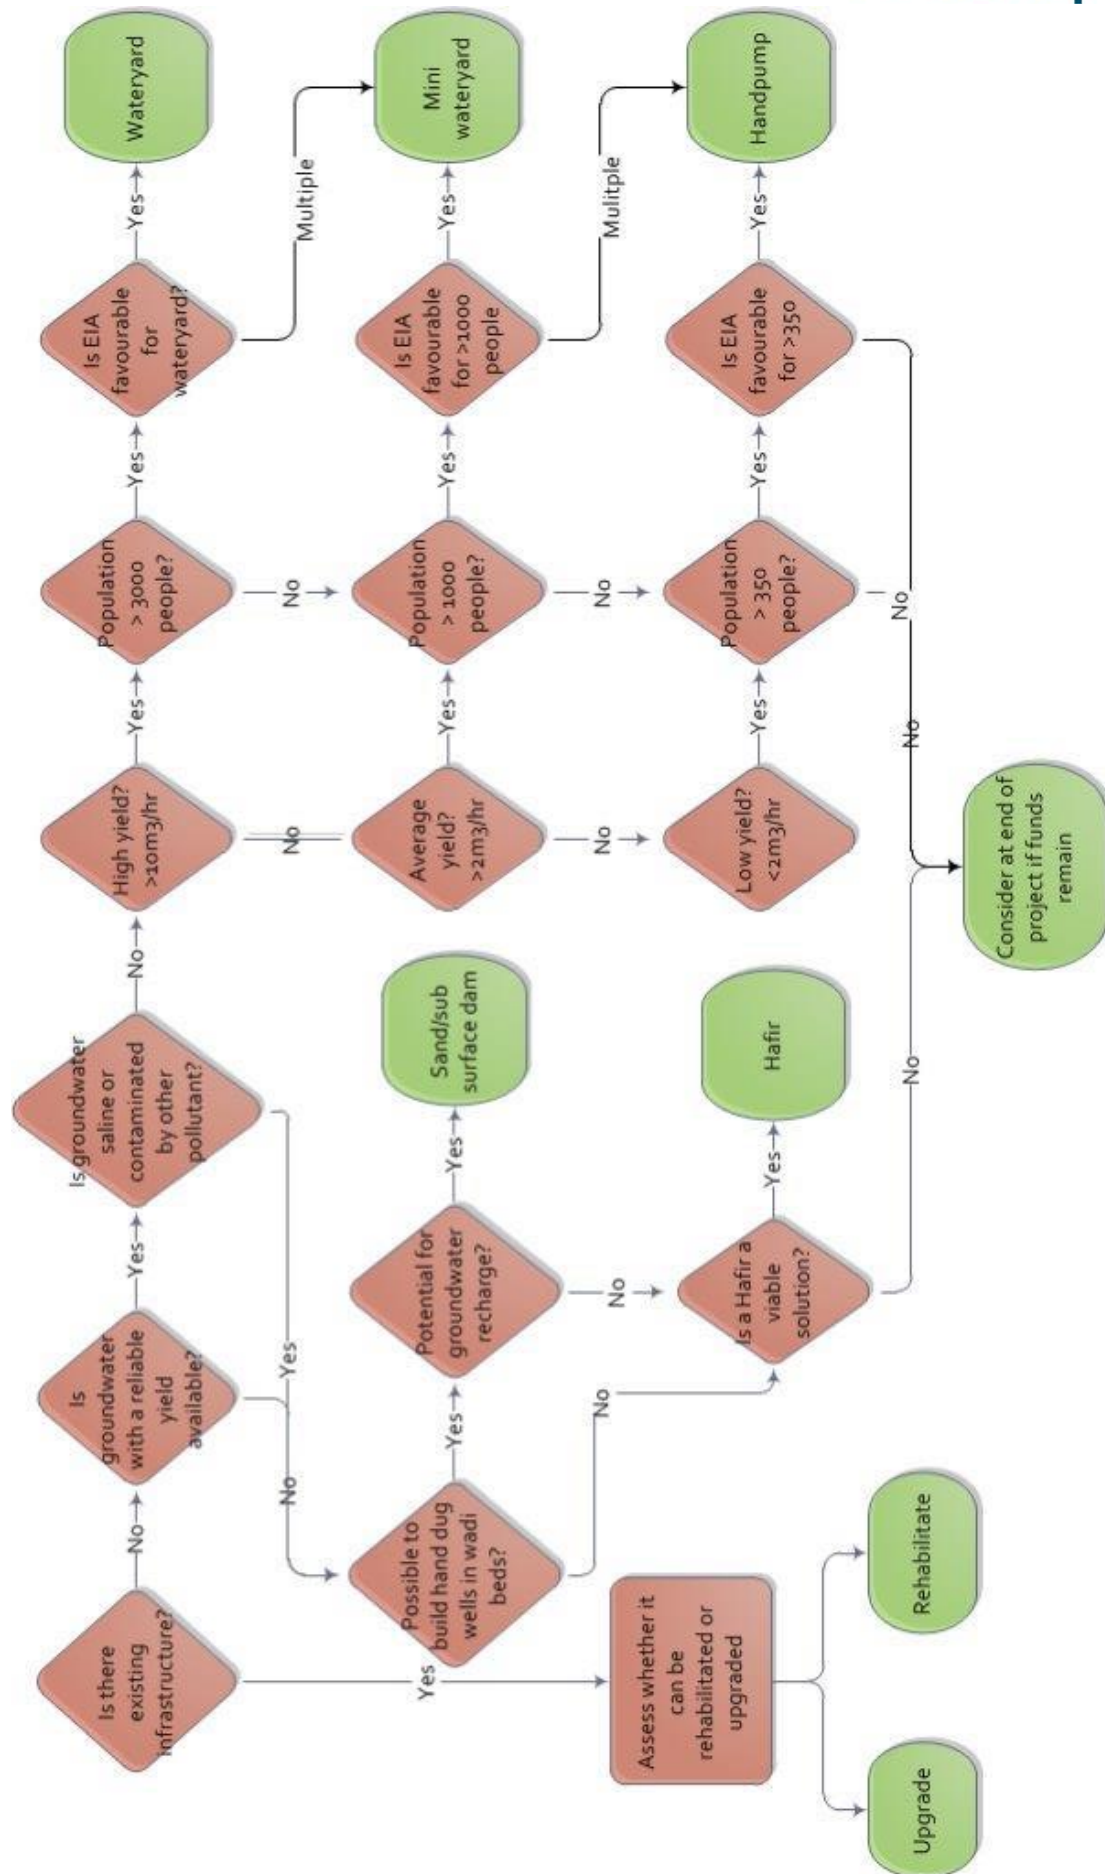 Is there
existing
infrastructure?
No
Is
groundwater
with a reliable
yield
available?
Yes
Is groundwater
saline or
contaminated
by other
pollutant?
No
High yield?
>10m3/hr
Yes
Population
> 3000
people?
Yes
Is EIA
favourable
for
wateryard?
Yes
Wateryard
Multiple
No
Yes
No
No
Possible to
build hand dug
wells in wadi
beds?
Yes
Potential for
groundwater
recharge?
Yes
Sand/sub
surface dam
Average
yield?
>2m3/hr
Yes
Population
> 1000
people?
Yes
Is EIA
favourable
for >1000
people
Yes
Mini
wateryard
Mulitple
Yes
No
No
No
No
Assess whether it
can be
rehabilitated or
upgraded
Is a Hafir a
viable
solution?
Yes
Hafir
Low yield?
<2m3/hr
Yes
Population
> 350
people?
Yes
Is EIA
favourable
for >350
Yes
Handpump
No
No
No
Upgrade
Rehabilitate
Consider at end of
project if funds
remain